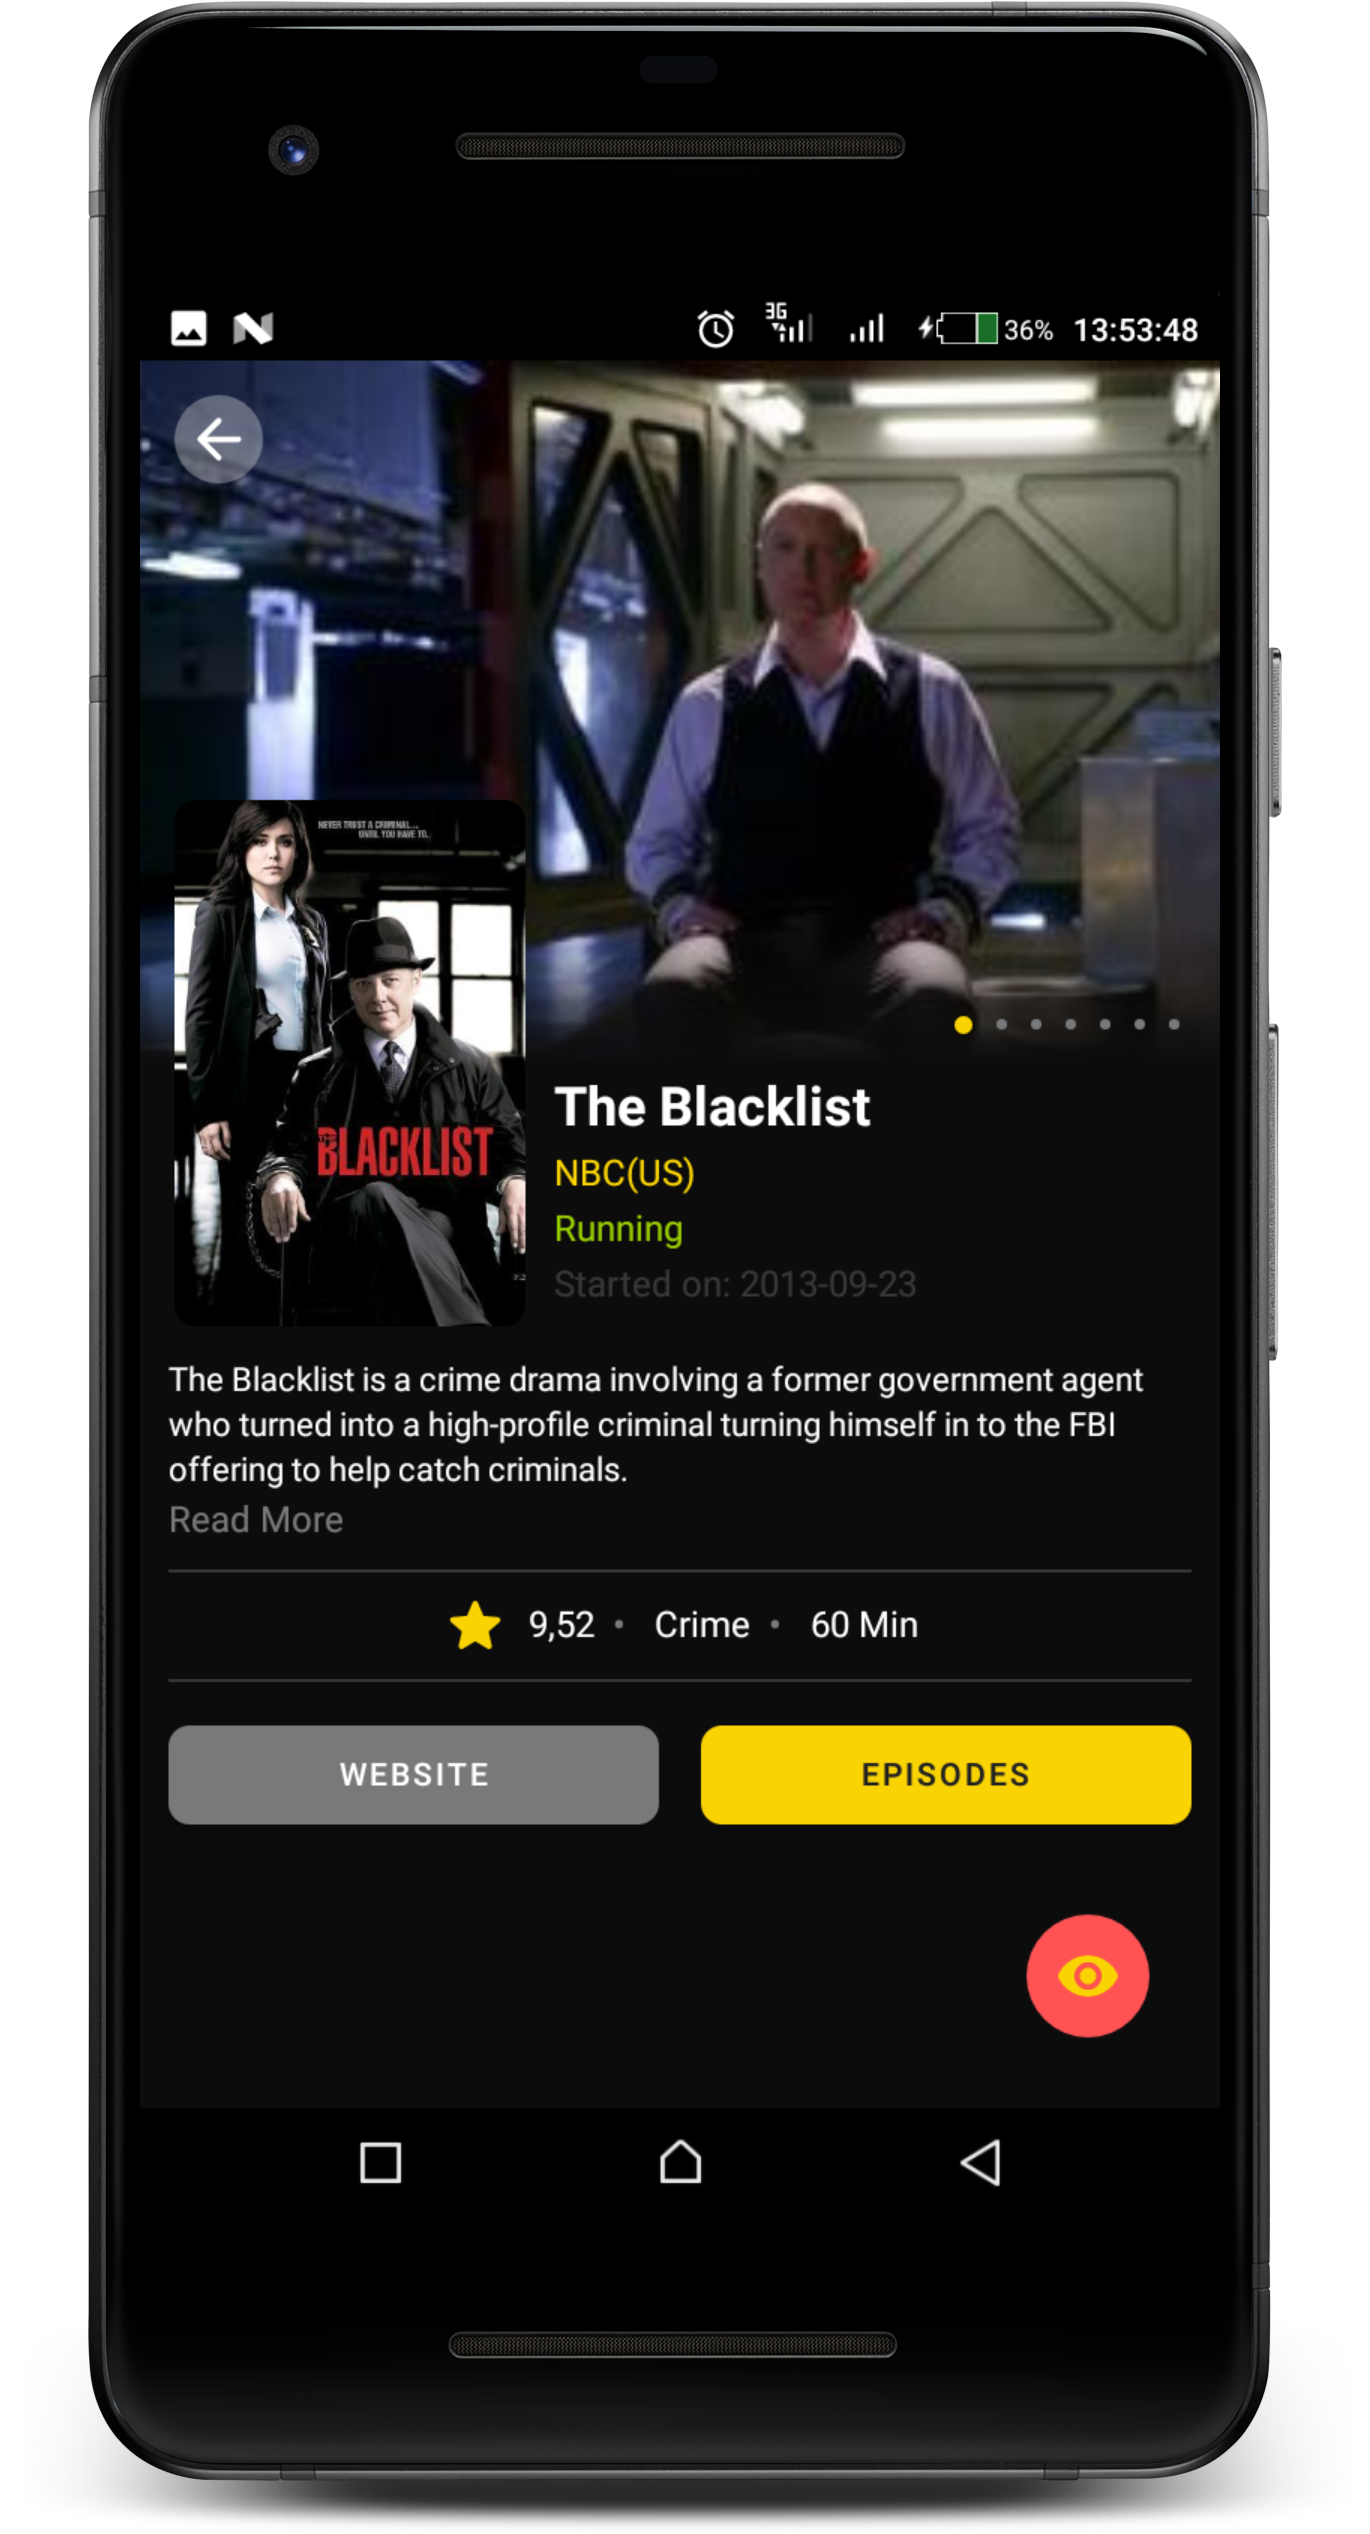 3G
36% 13:53:48
NEVER TRUST A CRIMINAL...
UNTIL YOU HAVE TO.
THE
BLACKLIST
The Blacklist
NBC(US)
Running
Started on: 2013-09-23
The Blacklist is a crime drama involving a former government agent
who turned into a high-profile criminal turning himself in to the FBI
offering to help catch criminals.
Read More
9,52 • Crime • 60 Min
WEBSITE
EPISODES